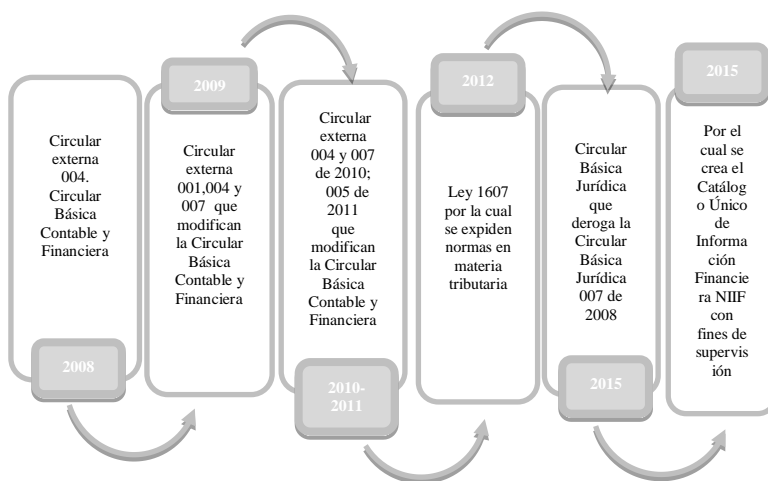 Circular
externa
004.
Circular
Básica
Contable y
Financiera
2008
2009
Circular
externa
001,004 y
007 que
modifican
la Circular
Básica
Contable y
Financiera
Circular
externa
004 y 007
de 2010;
005 de
2011
que
modifican
la Circular
Básica
Contable y
Financiera
2010-
2011
2012
Ley 1607
por la cual
se expiden
normas en
materia
tributaria
Circular
Básica
Jurídica
que
deroga la
Circular
Básica
Jurídica
007 de
2008
2015
2015
Por el
cual se
crea el
Catálog
o Único
de
Informa
ción
Financie
ra NIIF
con
fines de
supervis
ión